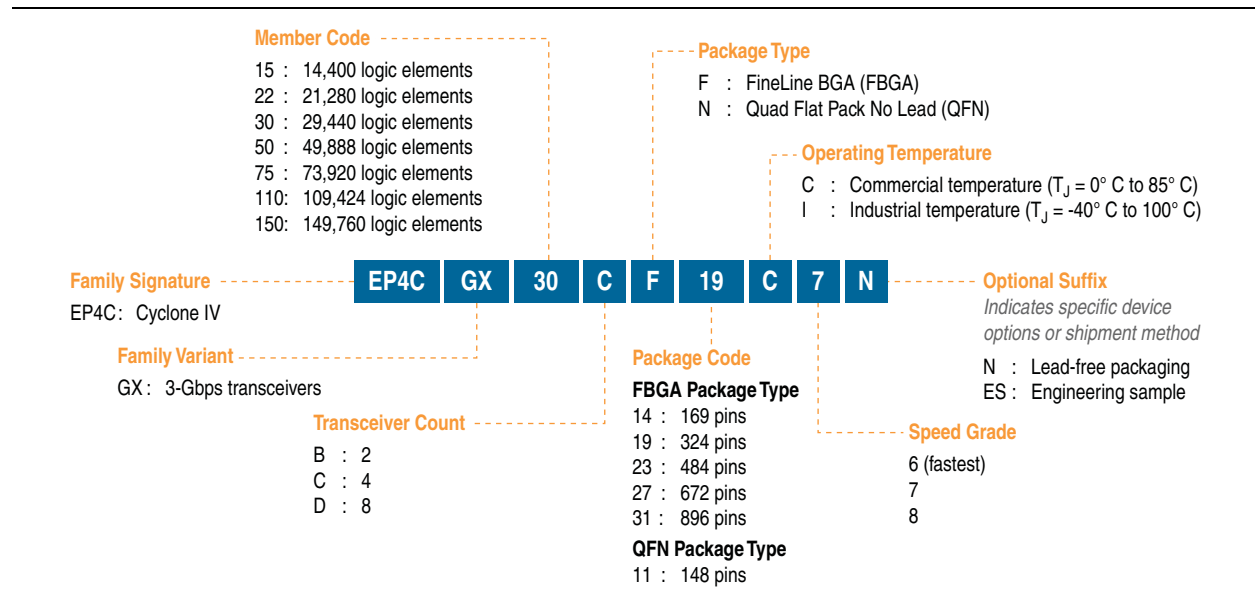 Member Code
15 : 14,400 logic elements
22 : 21,280 logic elements
30 : 29,440 logic elements
50 : 49,888 logic elements
75 : 73,920 logic elements
110: 109,424 logic elements
150: 149,760 logic elements
Package Type
F : FineLine BGA (FBGA)
N : Quad Flat Pack No Lead (QFN)
Operating Temperature
C : Commercial temperature (TJ = 0° C to 85° C)
I : Industrial temperature (TJ = -40° C to 100° C)
EP4C GX 30 C F 19 C 7 N
Family Signature
EP4C: Cyclone IV
Family Variant
GX : 3-Gbps transceivers
Transceiver Count
B : 2
C : 4
D : 8
Package Code
FBGA Package Type
14 : 169 pins
19 : 324 pins
23 : 484 pins
27 : 672 pins
31 : 896 pins
QFN Package Type
11 : 148 pins
Speed Grade
6 (fastest)
7
8
Optional Suffix
Indicates specific device
options or shipment method
N : Lead-free packaging
ES : Engineering sample